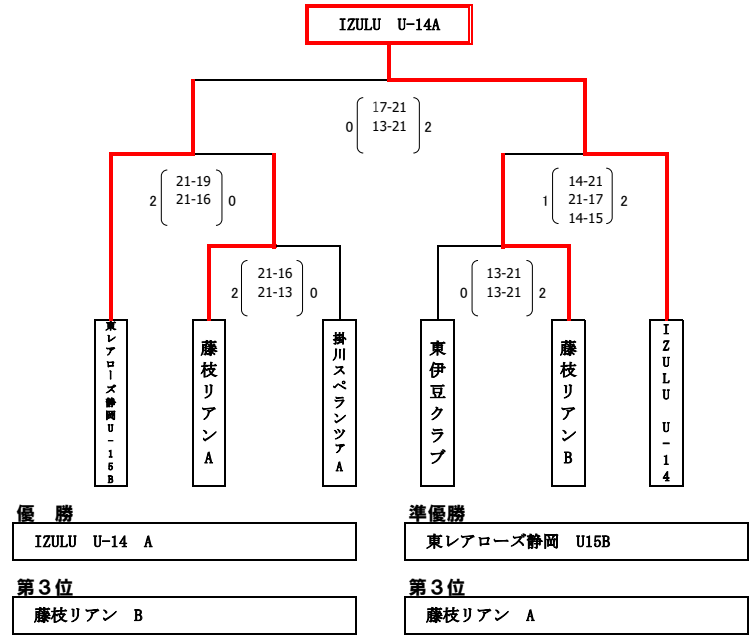 IZULU U-14A
17-21
0 13-21 2
21-19
2 21-16 0
14-21
1 21-17 2
14-15
21-16
2 21-13 0
13-21
0 13-21 2
東レアローズ静岡U-15B
藤枝リアンA
掛川スペランツァA
東伊豆クラブ
藤枝リアンB
IZULU U-14
優 勝
IZULU U-14 A
準優勝
東レアローズ静岡 U15B
第３位
藤枝リアン B
第３位
藤枝リアン A